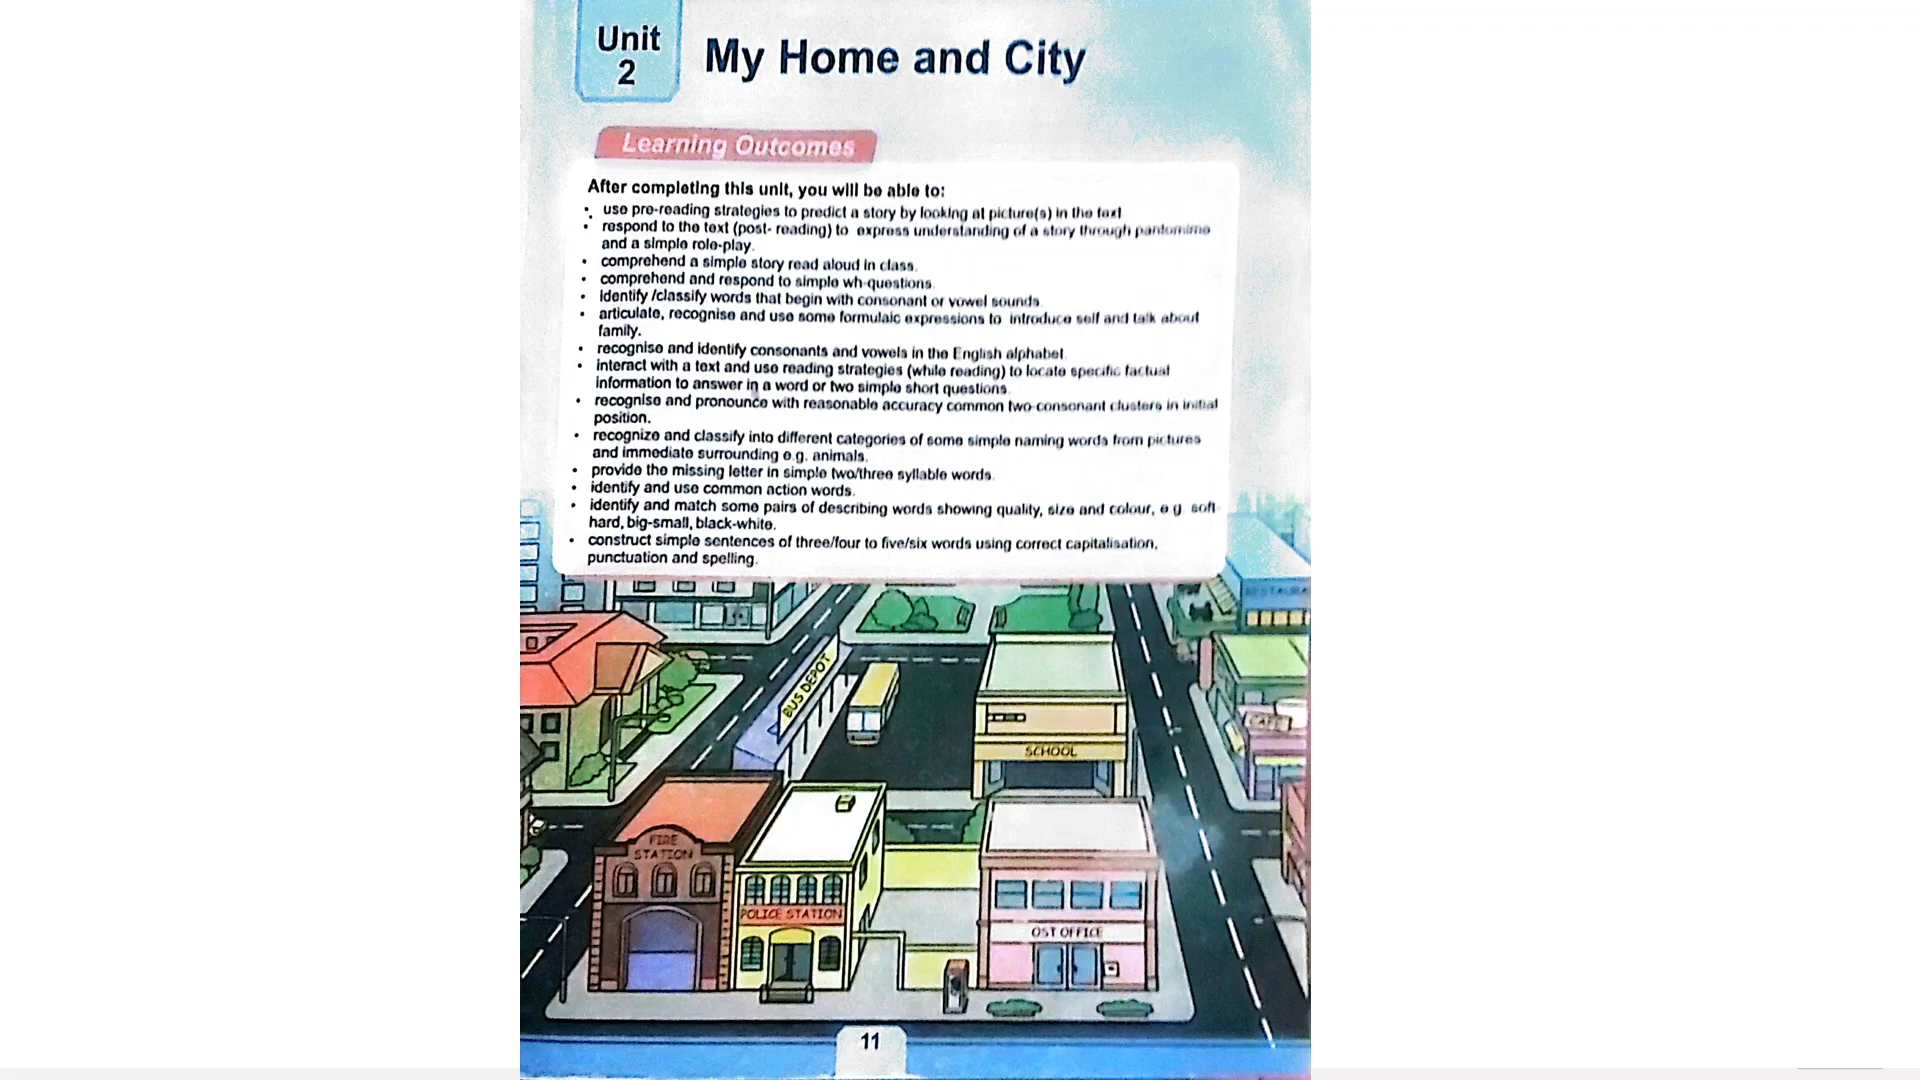 Unit
2
My Home and City
Learning Outcomes
After completing this unit, you will be able to:
• use pre-reading strategies to predict a story by looking at picture(s) in the text
• respond to the text (post- reading) to express understanding of a story through pantomime
and a simple role-play.
• comprehend a simple story read aloud in class.
• comprehend and respond to simple wh-questions.
• identify /classify words that begin with consonant or vowel sounds.
• articulate, recognise and use some formulaic expressions to introduce self and talk about
family.
• recognise and identify consonants and vowels in the English alphabet.
• interact with a text and use reading strategies (while reading) to locate specific factual
information to answer in a word or two simple short questions.
• recognise and pronounce with reasonable accuracy common two-consonant clusters in initial
position.
• recognize and classify into different categories of some simple naming words from pictures
and immediate surrounding e.g. animals.
• provide the missing letter in simple two/three syllable words.
• identify and use common action words.
• identify and match some pairs of describing words showing quality, size and colour, e.g. soft-
hard, big-small, black-white.
• construct simple sentences of three/four to five/six words using correct capitalisation,
punctuation and spelling.
BUS DEPOT
SCHOOL
CAFE
FIRE
STATION
POLICE STATION
OST OFFICE
11